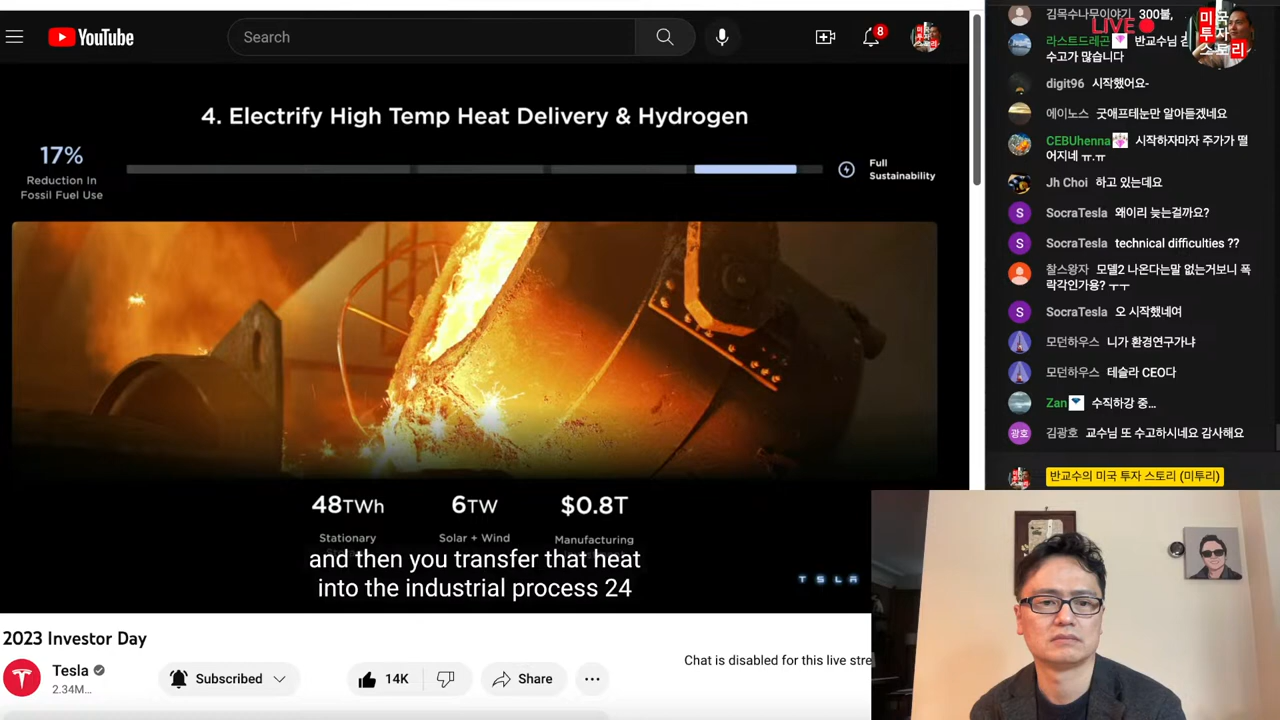 YouTube
Search
8
4. Electrify High Temp Heat Delivery & Hydrogen
17%
Reduction In
Fossil Fuel Use
Full
Sustainability
48TWh
6TW
$0.8T
Stationary
Solar + Wind
Manufacturing
and then you transfer that heat
into the industrial process 24
TESLA
2023 Investor Day
Tesla
2.34M...
Subscribed
14K
Share
Chat is disabled for this live stre
김목수나무이야기 300불,
LIVE
미국
투자
스토리
라스트드레곤 반교수님
수고가 많습니다
digit96 시작했어요-
에이노스 굿애프테눈만 알아들겠네요
CEBUhenna 시작하자마자 주가가 떨
어지네 ㅠ.ㅠ
Jh Choi 하고 있는데요
S SocraTesla 왜이리 늦는걸까요?
S SocraTesla technical difficulties ??
찰스왕자 모델2 나온다는말 없는거보니 폭
락각인가용? ㅜㅜ
S SocraTesla 오 시작했네여
모던하우스 니가 환경연구가냐
모던하우스 테슬라 CEO다
Zan 수직하강 중...
광호 김광호 교수님 또 수고하시네요 감사해요
반교수의 미국 투자 스토리 (미투리)